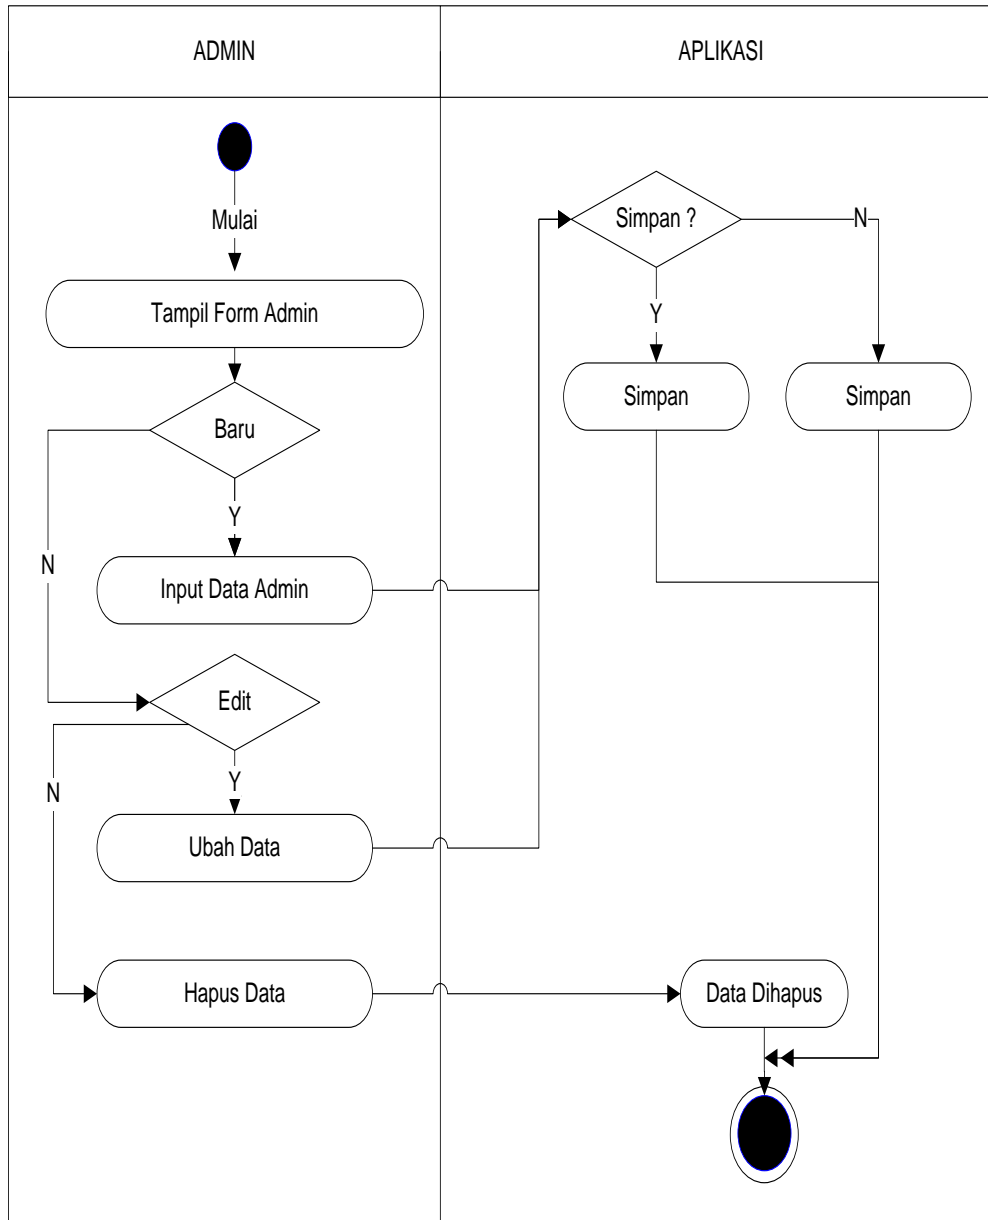 ADMIN
APLIKASI
Mulai
Tampil Form Admin
Baru
Y
N
Input Data Admin
Edit
Y
N
Ubah Data
Hapus Data
Simpan ?
N
Y
Simpan
Simpan
Data Dihapus